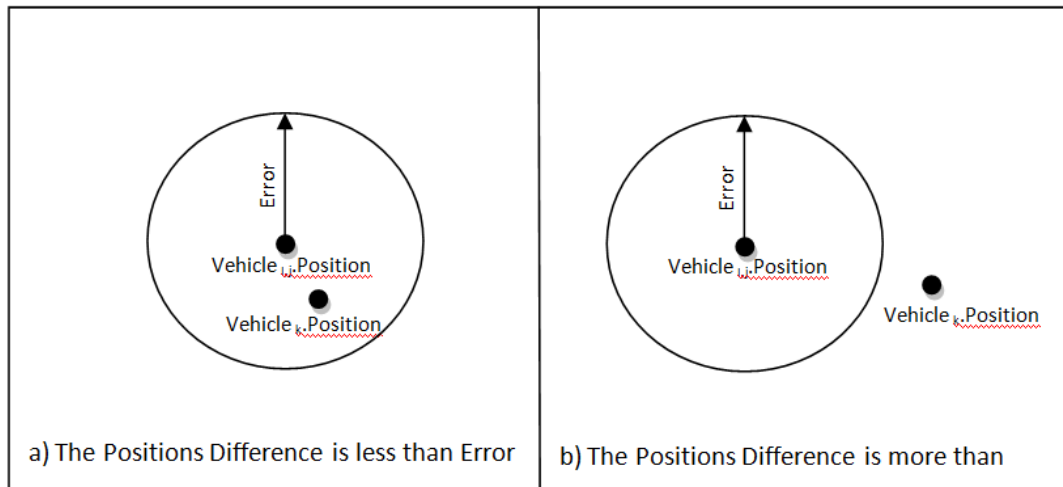 Error
Vehicle i,j.Position
Vehicle k.Position
a) The Positions Difference is less than Error
Error
Vehicle i,j.Position
Vehicle k.Position
b) The Positions Difference is more than